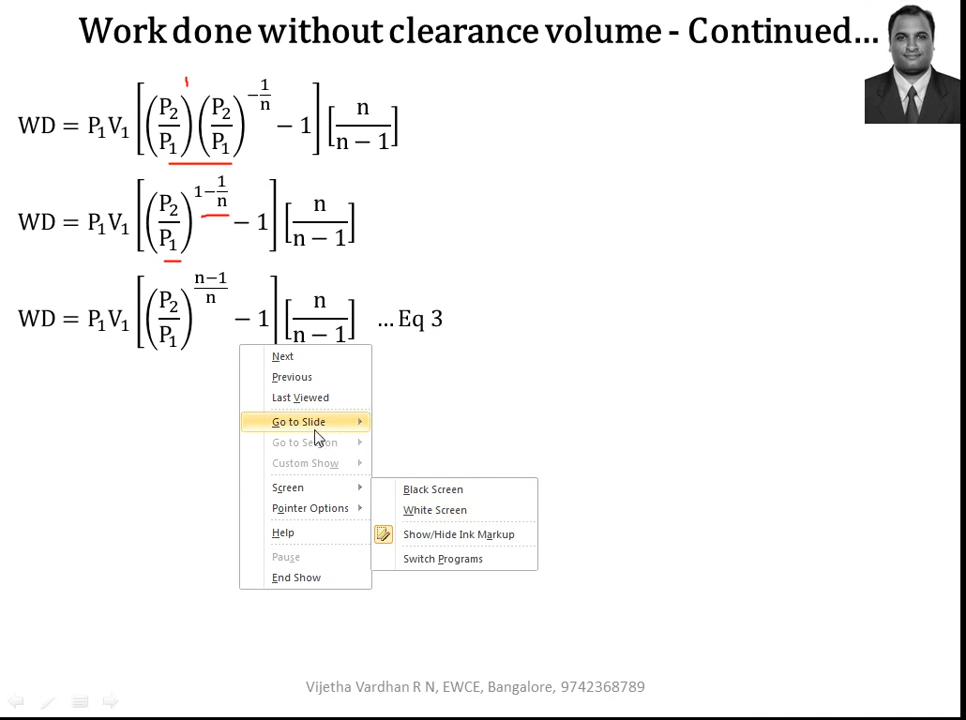 Work done without clearance volume - Continued...
WD = P₁V₁ [(P₂/P₁)(P₂/P₁)^(−1/n) − 1] [n/(n − 1)]
WD = P₁V₁ [(P₂/P₁)^(1−1/n) − 1] [n/(n − 1)]
WD = P₁V₁ [(P₂/P₁)^((n−1)/n) − 1] [n/(n − 1)] ... Eq 3
Next
Previous
Last Viewed
Go to Slide
Go to Section
Custom Show
Screen
Pointer Options
Help
Pause
End Show
Black Screen
White Screen
Show/Hide Ink Markup
Switch Programs
Vijetha Vardhan R N, EWCE, Bangalore, 9742368789